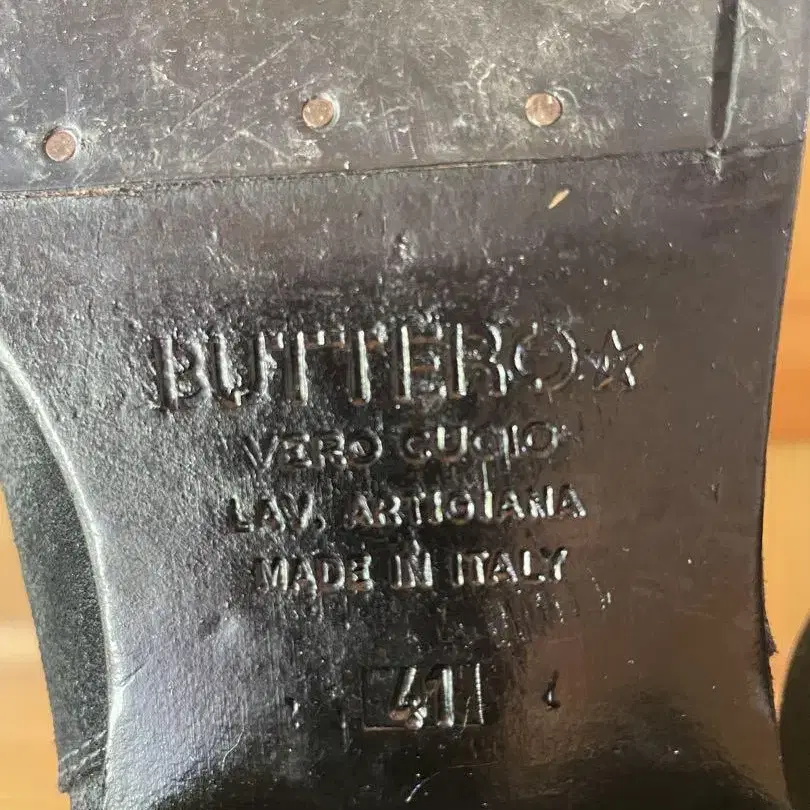 BUTTERO☆
VERO CUOIO
LAV. ARTIGIANA
MADE IN ITALY
41